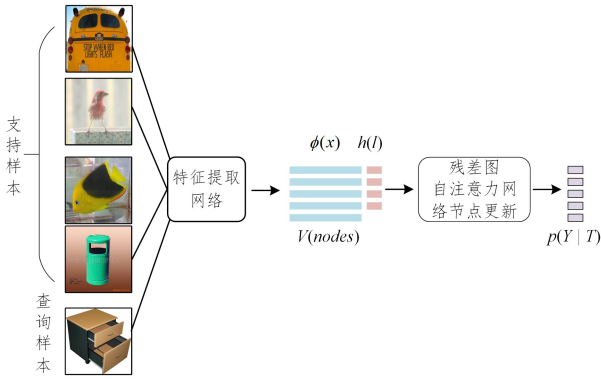 支持样本
查询样本
STOP WHEN RED
LIGHTS FLASH
特征提取
网络
ϕ(x) h(l)
V(nodes)
残差图
自注意力网
络节点更新
p(Y | T)